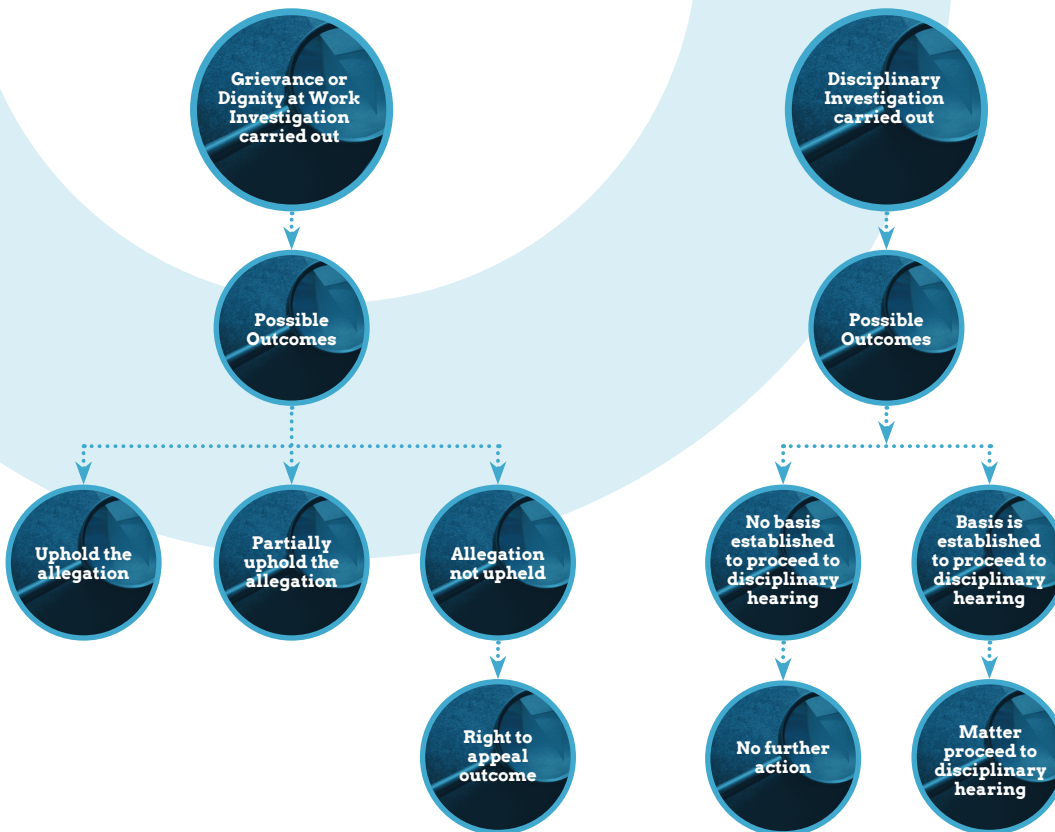 Grievance or
Dignity at Work
Investigation
carried out
Disciplinary
Investigation
carried out
Possible
Outcomes
Possible
Outcomes
Uphold the
allegation
Partially
uphold the
allegation
Allegation
not upheld
No basis
established
to proceed to
disciplinary
hearing
Basis is
established
to proceed to
disciplinary
hearing
Right to
appeal
outcome
No further
action
Matter
proceed to
disciplinary
hearing